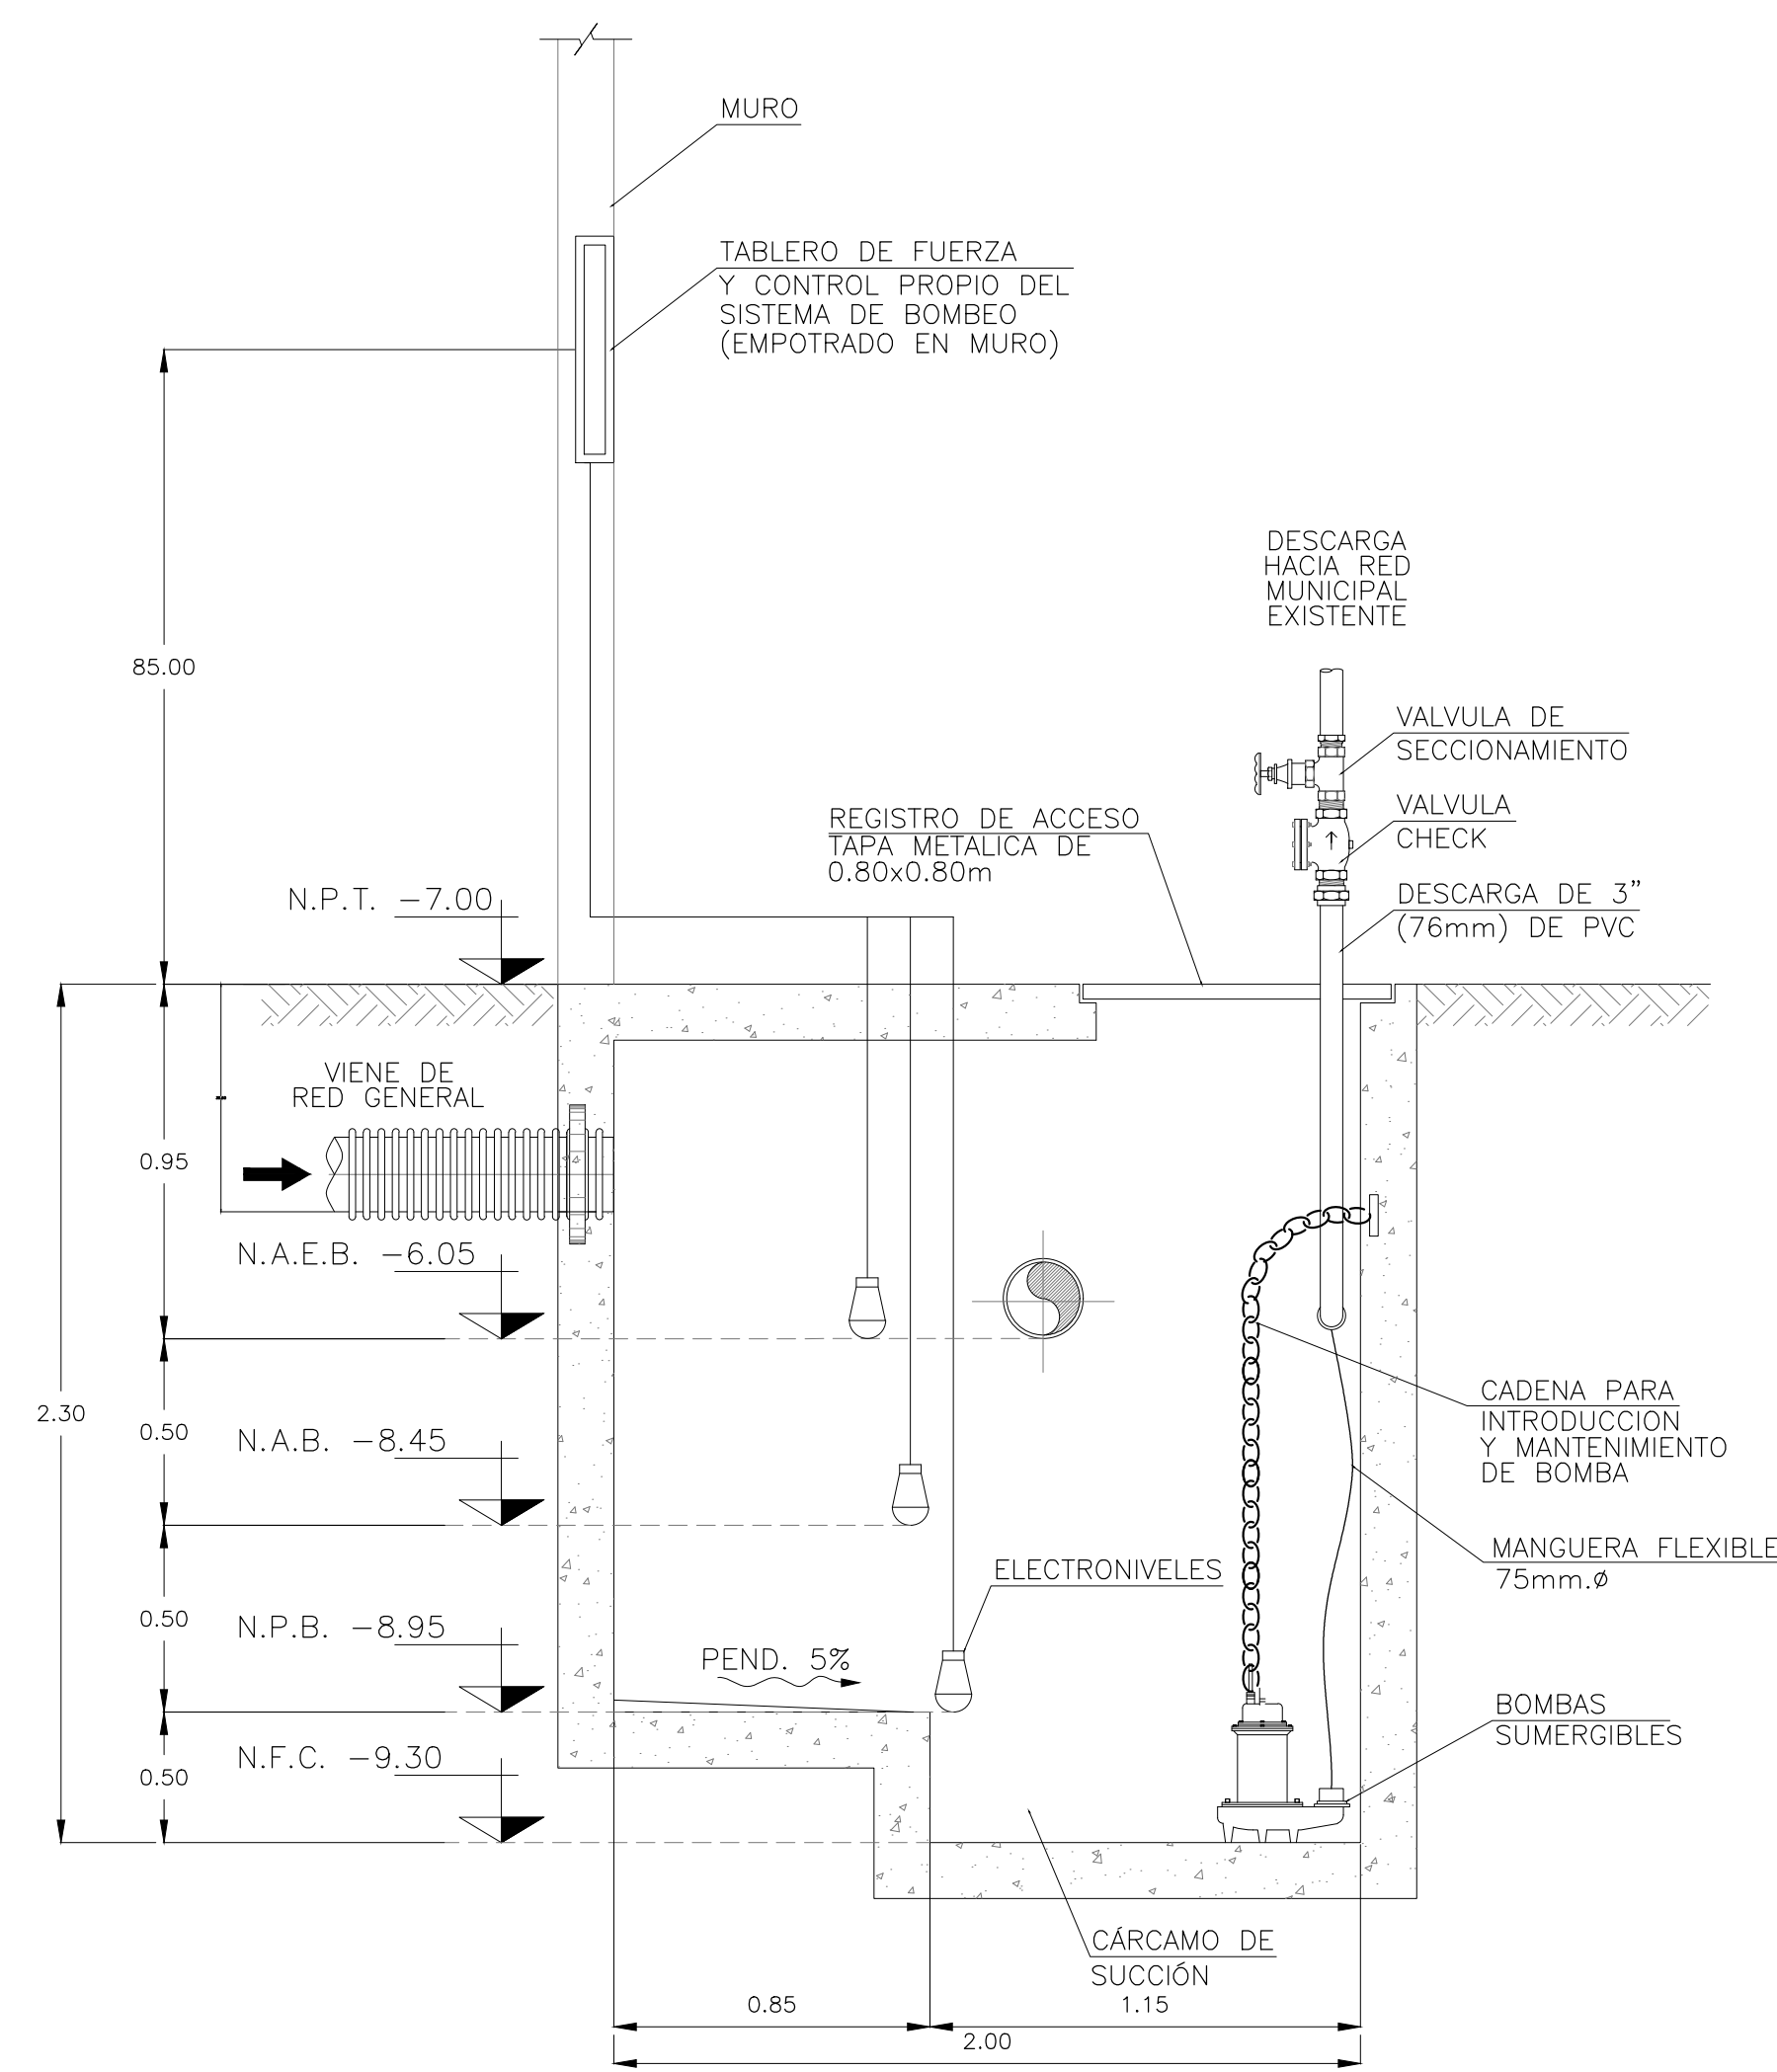 MURO
TABLERO DE FUERZA
Y CONTROL PROPIO DEL
SISTEMA DE BOMBEO
(EMPOTRADO EN MURO)
DESCARGA
HACIA RED
MUNICIPAL
EXISTENTE
85.00
VALVULA DE
SECCIONAMIENTO
VALVULA
CHECK
REGISTRO DE ACCESO
TAPA METALICA DE
0.80x0.80m
DESCARGA DE 3"
(76mm) DE PVC
N.P.T. -7.00
VIENE DE
RED GENERAL
0.95
N.A.E.B. -6.05
2.30
0.50
N.A.B. -8.45
CADENA PARA
INTRODUCCION
Y MANTENIMIENTO
DE BOMBA
MANGUERA FLEXIBLE
75mm.ø
ELECTRONIVELES
0.50
N.P.B. -8.95
PEND. 5%
BOMBAS
SUMERGIBLES
N.F.C. -9.30
0.50
CÁRCAMO DE
SUCCIÓN
0.85
1.15
2.00